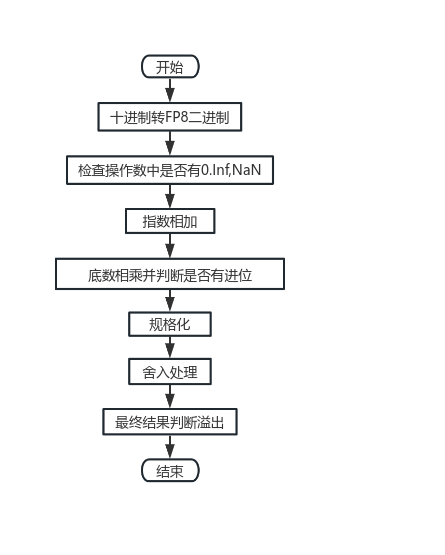 开始
十进制转FP8二进制
检查操作数中是否有0.Inf,NaN
指数相加
底数相乘并判断是否有进位
规格化
舍入处理
最终结果判断溢出
结束